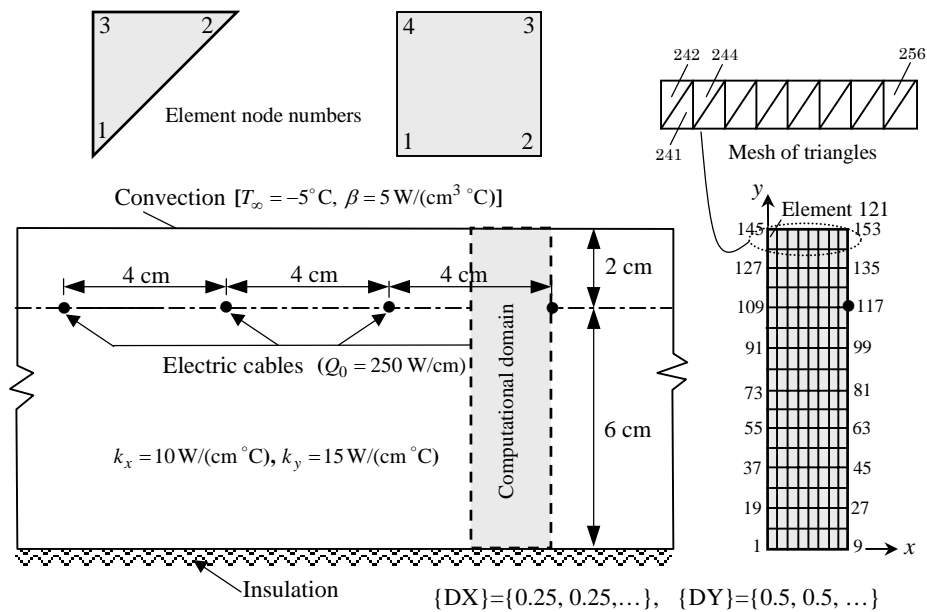 3 2
1
4 3
1 2
Element node numbers
242 244 256
241
Mesh of triangles
Convection [T∞ = −5°C, β = 5 W/(cm³ °C)]
4 cm 4 cm 4 cm
2 cm
Electric cables (Q₀ = 250 W/cm)
Computational domain
6 cm
kₓ = 10 W/(cm °C), kᵧ = 15 W/(cm °C)
Insulation
y
Element 121
145 153
127 135
109 117
91 99
73 81
55 63
37 45
19 27
1 9 x
{DX}={0.25, 0.25,…}, {DY}={0.5, 0.5, …}